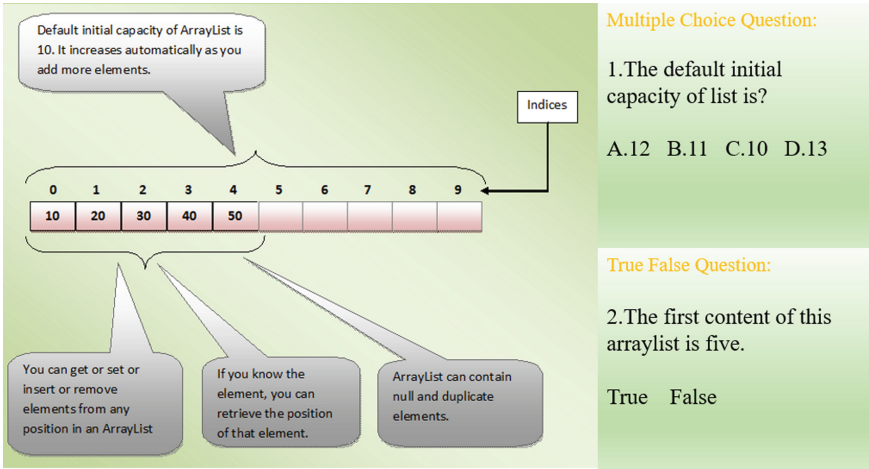 Default initial capacity of ArrayList is
10. It increases automatically as you
add more elements.
Indices
0 1 2 3 4 5 6 7 8 9
10 20 30 40 50
You can get or set or
insert or remove
elements from any
position in an ArrayList
If you know the
element, you can
retrieve the position
of that element.
ArrayList can contain
null and duplicate
elements.
Multiple Choice Question:
1.The default initial
capacity of list is?
A.12 B.11 C.10 D.13
True False Question:
2.The first content of this
arraylist is five.
True False